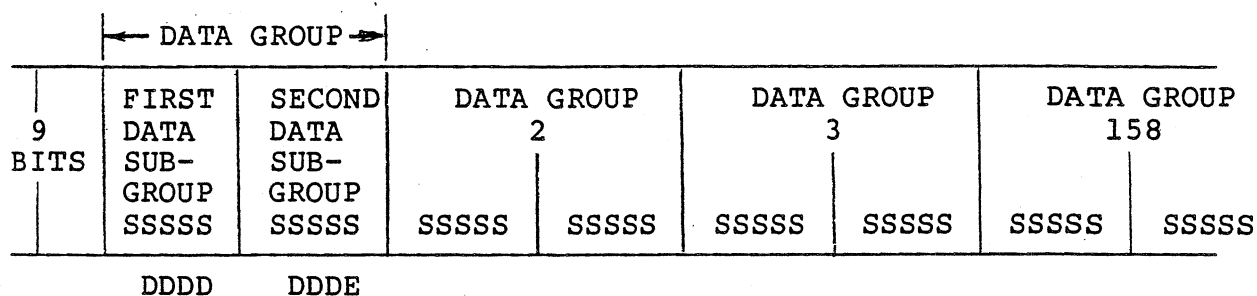 DATA GROUP
9 BITS
FIRST DATA SUB-GROUP SSSSS
SECOND DATA SUB-GROUP SSSSS
DATA GROUP 2
SSSSS SSSSS
DATA GROUP 3
SSSSS SSSSS
DATA GROUP 158
SSSSS SSSSS
DDDD DDDE